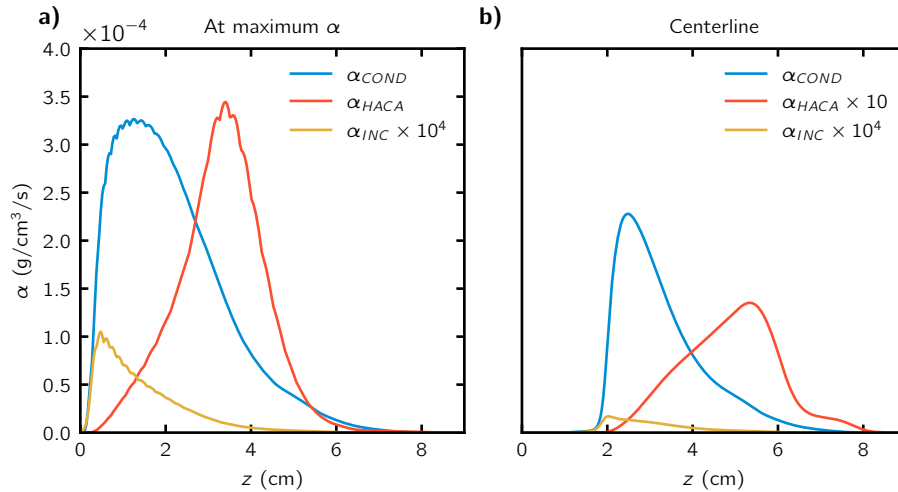 a) At maximum α
×10⁻⁴
4.0
3.5
3.0
2.5
2.0
1.5
1.0
0.5
0.0
α (g/cm³/s)
α_COND
α_HACA
α_INC × 10⁴
0 2 4 6 8
z (cm)
b) Centerline
α_COND
α_HACA × 10
α_INC × 10⁴
0 2 4 6 8
z (cm)